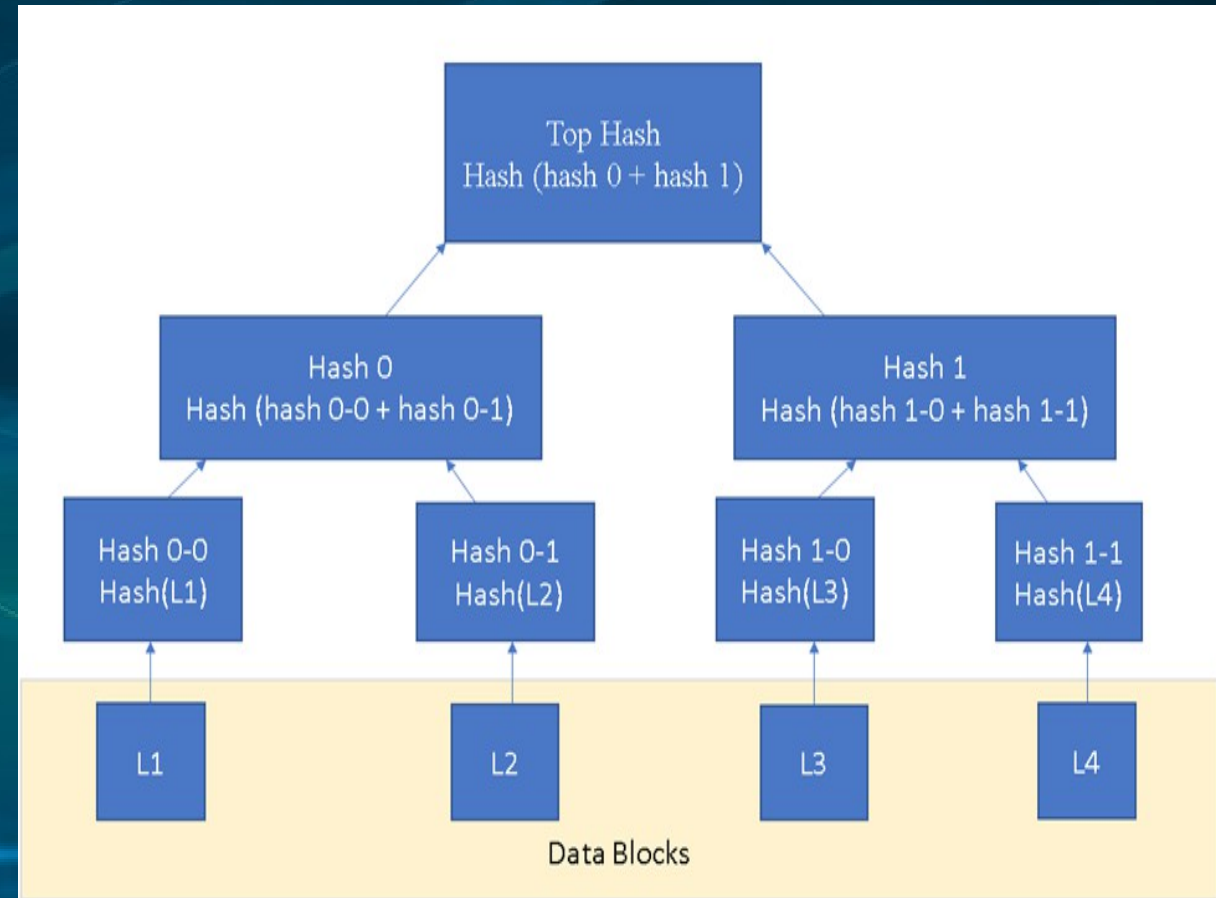 Top Hash
Hash (hash 0 + hash 1)
Hash 0
Hash (hash 0-0 + hash 0-1)
Hash 1
Hash (hash 1-0 + hash 1-1)
Hash 0-0
Hash(L1)
Hash 0-1
Hash(L2)
Hash 1-0
Hash(L3)
Hash 1-1
Hash(L4)
L1
L2
L3
L4
Data Blocks